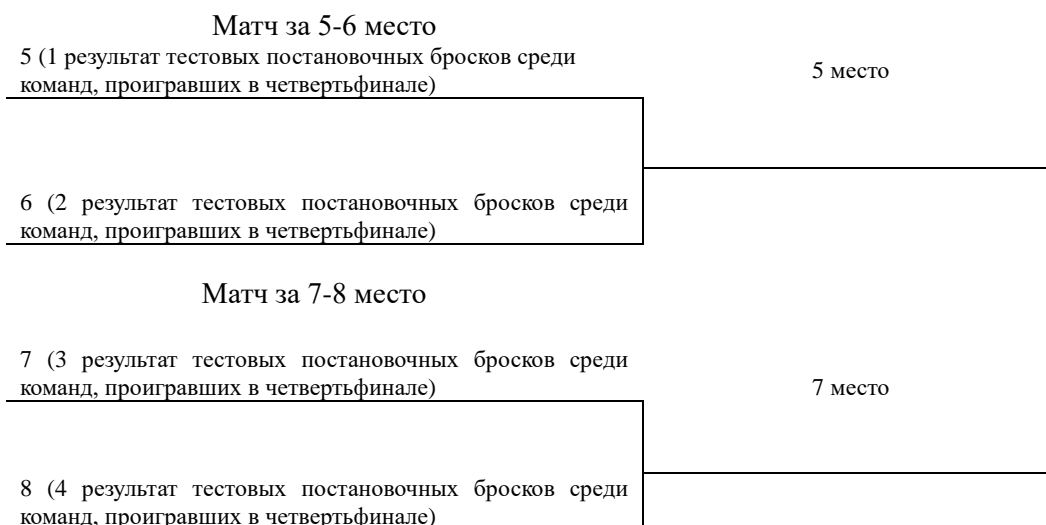 Матч за 5-6 место
5 (1 результат тестовых постановочных бросков среди
команд, проигравших в четвертьфинале)
5 место
6 (2 результат тестовых постановочных бросков среди
команд, проигравших в четвертьфинале)
Матч за 7-8 место
7 (3 результат тестовых постановочных бросков среди
команд, проигравших в четвертьфинале)
7 место
8 (4 результат тестовых постановочных бросков среди
команд, проигравших в четвертьфинале)